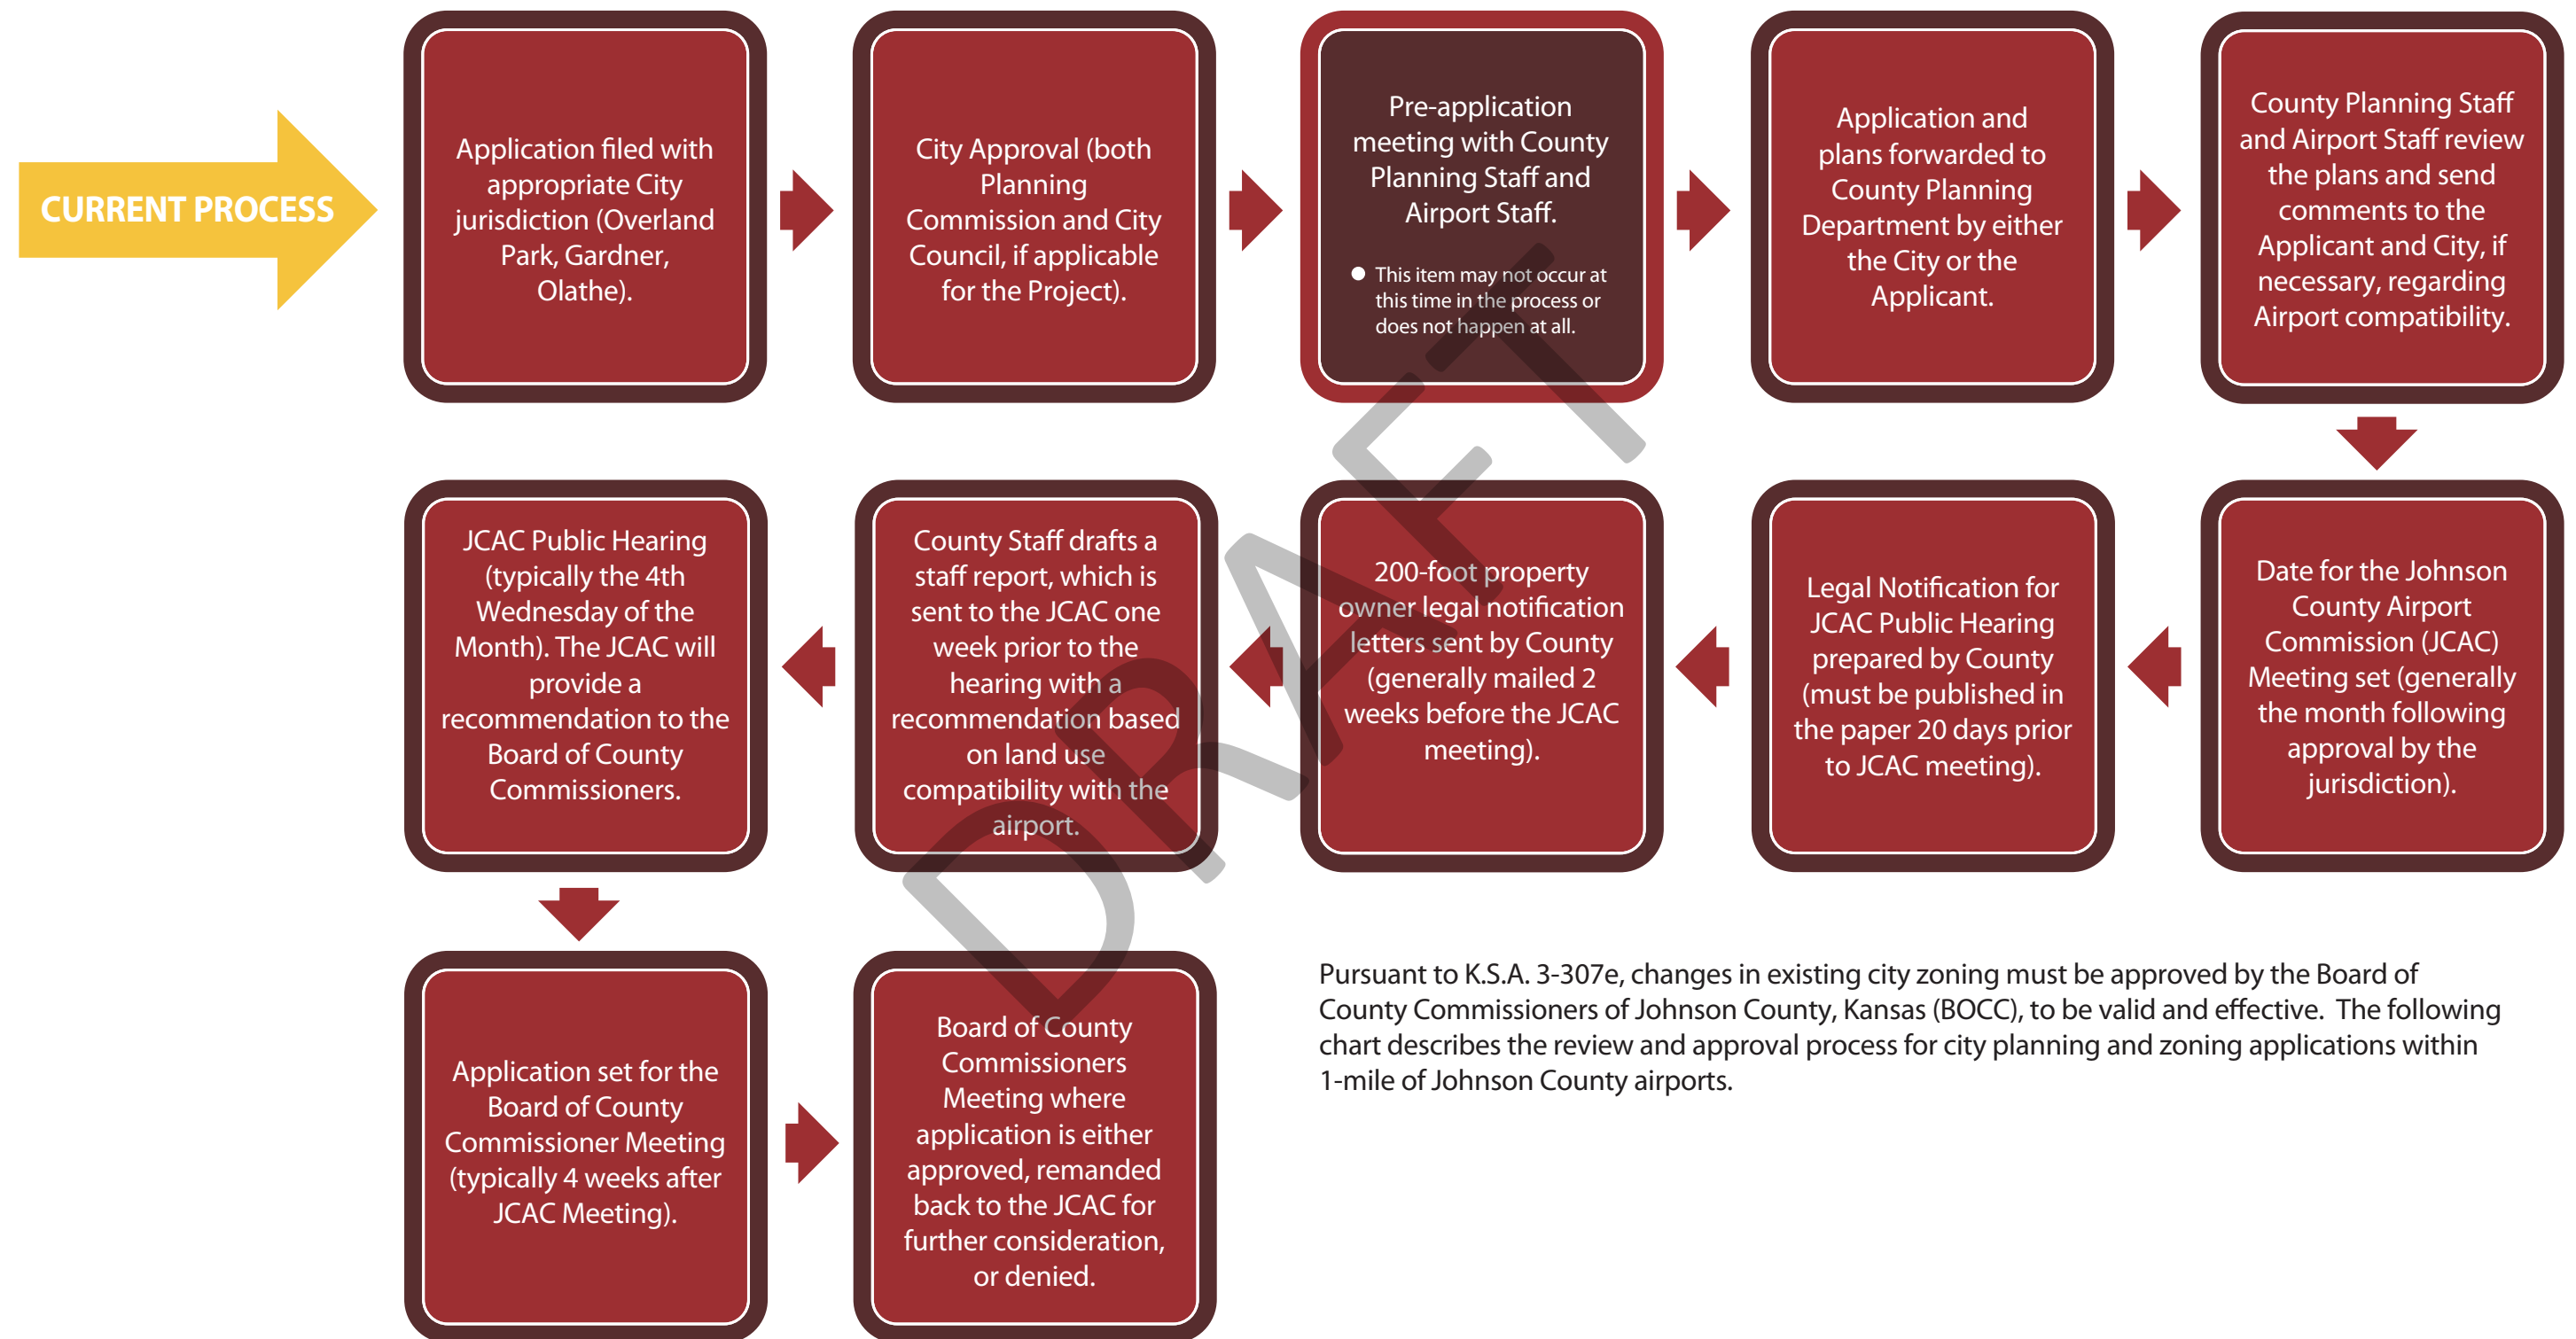 CURRENT PROCESS
Application filed with
appropriate City
jurisdiction (Overland
Park, Gardner,
Olathe).
City Approval (both
Planning
Commission and City
Council, if applicable
for the Project).
Pre-application
meeting with County
Planning Staff and
Airport Staff.
● This item may not occur at
this time in the process or
does not happen at all.
Application and
plans forwarded to
County Planning
Department by either
the City or the
Applicant.
County Planning Staff
and Airport Staff review
the plans and send
comments to the
Applicant and City, if
necessary, regarding
Airport compatibility.
Date for the Johnson
County Airport
Commission (JCAC)
Meeting set (generally
the month following
approval by the
jurisdiction).
Legal Notification for
JCAC Public Hearing
prepared by County
(must be published in
the paper 20 days prior
to JCAC meeting).
200-foot property
owner legal notification
letters sent by County
(generally mailed 2
weeks before the JCAC
meeting).
County Staff drafts a
staff report, which is
sent to the JCAC one
week prior to the
hearing with a
recommendation based
on land use
compatibility with the
airport.
JCAC Public Hearing
(typically the 4th
Wednesday of the
Month). The JCAC will
provide a
recommendation to the
Board of County
Commissioners.
Application set for the
Board of County
Commissioner Meeting
(typically 4 weeks after
JCAC Meeting).
Board of County
Commissioners
Meeting where
application is either
approved, remanded
back to the JCAC for
further consideration,
or denied.
Pursuant to K.S.A. 3-307e, changes in existing city zoning must be approved by the Board of
County Commissioners of Johnson County, Kansas (BOCC), to be valid and effective.  The following
chart describes the review and approval process for city planning and zoning applications within
1-mile of Johnson County airports.
DRAFT